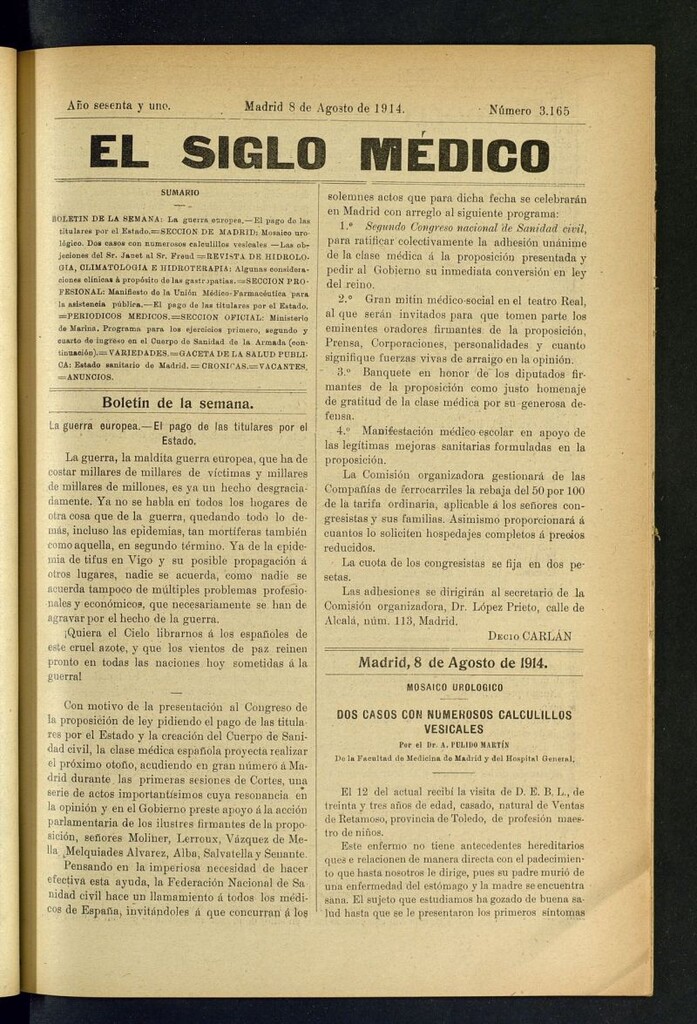 Año sesenta y uno.
Madrid 8 de Agosto de 1914.
Número 3.165
EL SIGLO MÉDICO
SUMARIO
BOLETIN DE LA SEMANA: La guerra europea.—El pago de las
titulares por el Estado.=SECCION DE MADRID: Mosaico uro-
lógico. Dos casos con numerosos calculillos vesicales —Las ob-
jeciones del Sr. Janet al Sr. Freud =REVISTA DE HIDROLO-
GIA, CLIMATOLOGIA E HIDROTERAPIA: Algunas considera-
ciones clínicas á propósito de las gastropatias.=SECCION PRO-
FESIONAL: Manifiesto de la Unión Médico-Farmacéutica para
la asistencia pública.—El pago de las titulares por el Estado.
=PERIODICOS MEDICOS.=SECCION OFICIAL: Ministerio
de Marina. Programa para los ejercicios primero, segundo y
cuarto de ingreso en el Cuerpo de Sanidad de la Armada (con-
tinuación).=VARIEDADES.=GACETA DE LA SALUD PUBLI-
CA: Estado sanitario de Madrid.=CRONICAS.=VACANTES,
=ANUNCIOS.
Boletín de la semana.
La guerra europea.—El pago de las titulares por el
Estado.
La guerra, la maldita guerra europea, que ha de
costar millares de millares de víctimas y millares
de millares de millones, es ya un hecho desgracia-
damente. Ya no se habla en todos los hogares de
otra cosa que de la guerra, quedando todo lo de-
más, incluso las epidemias, tan mortíferas también
como aquella, en segundo término. Ya de la epide-
mia de tifus en Vigo y su posible propagación á
otros lugares, nadie se acuerda, como nadie se
acuerda tampoco de múltiples problemas profesio-
nales y económicos, que necesariamente se han de
agravar por el hecho de la guerra.
¡Quiera el Cielo librarnos á los españoles de
este cruel azote, y que los vientos de paz reinen
pronto en todas las naciones hoy sometidas á la
guerra!
Con motivo de la presentación al Congreso de
la proposición de ley pidiendo el pago de las titula-
res por el Estado y la creación del Cuerpo de Sani-
dad civil, la clase médica española proyecta realizar
el próximo otoño, acudiendo en gran número á Ma-
drid durante las primeras sesiones de Cortes, una
serie de actos importantísimos cuya resonancia en
la opinión y en el Gobierno preste apoyo á la acción
parlamentaria de los ilustres firmantes de la propo-
sición, señores Moliner, Lerroux, Vázquez de Me-
lla, Melquiades Alvarez, Alba, Salvatella y Senante.
Pensando en la imperiosa necesidad de hacer
efectiva esta ayuda, la Federación Nacional de Sa
nidad civil hace un llamamiento á todos los médi-
cos de España, invitándoles á que concurran á los
solemnes actos que para dicha fecha se celebrarán
en Madrid con arreglo al siguiente programa:
1.º Segundo Congreso nacional de Sanidad civil,
para ratificar colectivamente la adhesión unánime
de la clase médica á la proposición presentada y
pedir al Gobierno su inmediata conversión en ley
del reino.
2.º Gran mitin médico-social en el teatro Real,
al que serán invitados para que tomen parte los
eminentes oradores firmantes de la proposición,
Prensa, Corporaciones, personalidades y cuanto
signifique fuerzas vivas de arraigo en la opinión.
3.º Banquete en honor de los diputados fir-
mantes de la proposición como justo homenaje
de gratitud de la clase médica por su generosa de-
fensa.
4.º Manifestación médico-escolar en apoyo de
las legítimas mejoras sanitarias formuladas en la
proposición.
La Comisión organizadora gestionará de las
Compañías de ferrocarriles la rebaja del 50 por 100
de la tarifa ordinaria, aplicable á los señores con-
gresistas y sus familias. Asimismo proporcionará á
cuantos lo soliciten hospedajes completos á precios
reducidos.
La cuota de los congresistas se fija en dos pe-
setas.
Las adhesiones se dirigirán al secretario de la
Comisión organizadora, Dr. López Prieto, calle de
Alcalá, núm. 113, Madrid.
DECIO CARLÁN
Madrid, 8 de Agosto de 1914.
MOSAICO UROLOGICO
DOS CASOS CON NUMEROSOS CALCULILLOS
VESICALES
Por el Dr. A. PULIDO MARTÍN
De la Facultad de Medicina de Madrid y del Hospital General.
El 12 del actual recibí la visita de D. E. B. L., de
treinta y tres años de edad, casado, natural de Ventas
de Retamoso, provincia de Toledo, de profesión maes-
tro de niños.
Este enfermo no tiene antecedentes hereditarios
que e relacionen de manera directa con el padecimien-
to que hasta nosotros le dirige, pues su padre murió de
una enfermedad del estómago y la madre se encuentra
sana. El sujeto que estudiamos ha gozado de buena sa-
lud hasta que se le presentaron los primeros síntomas